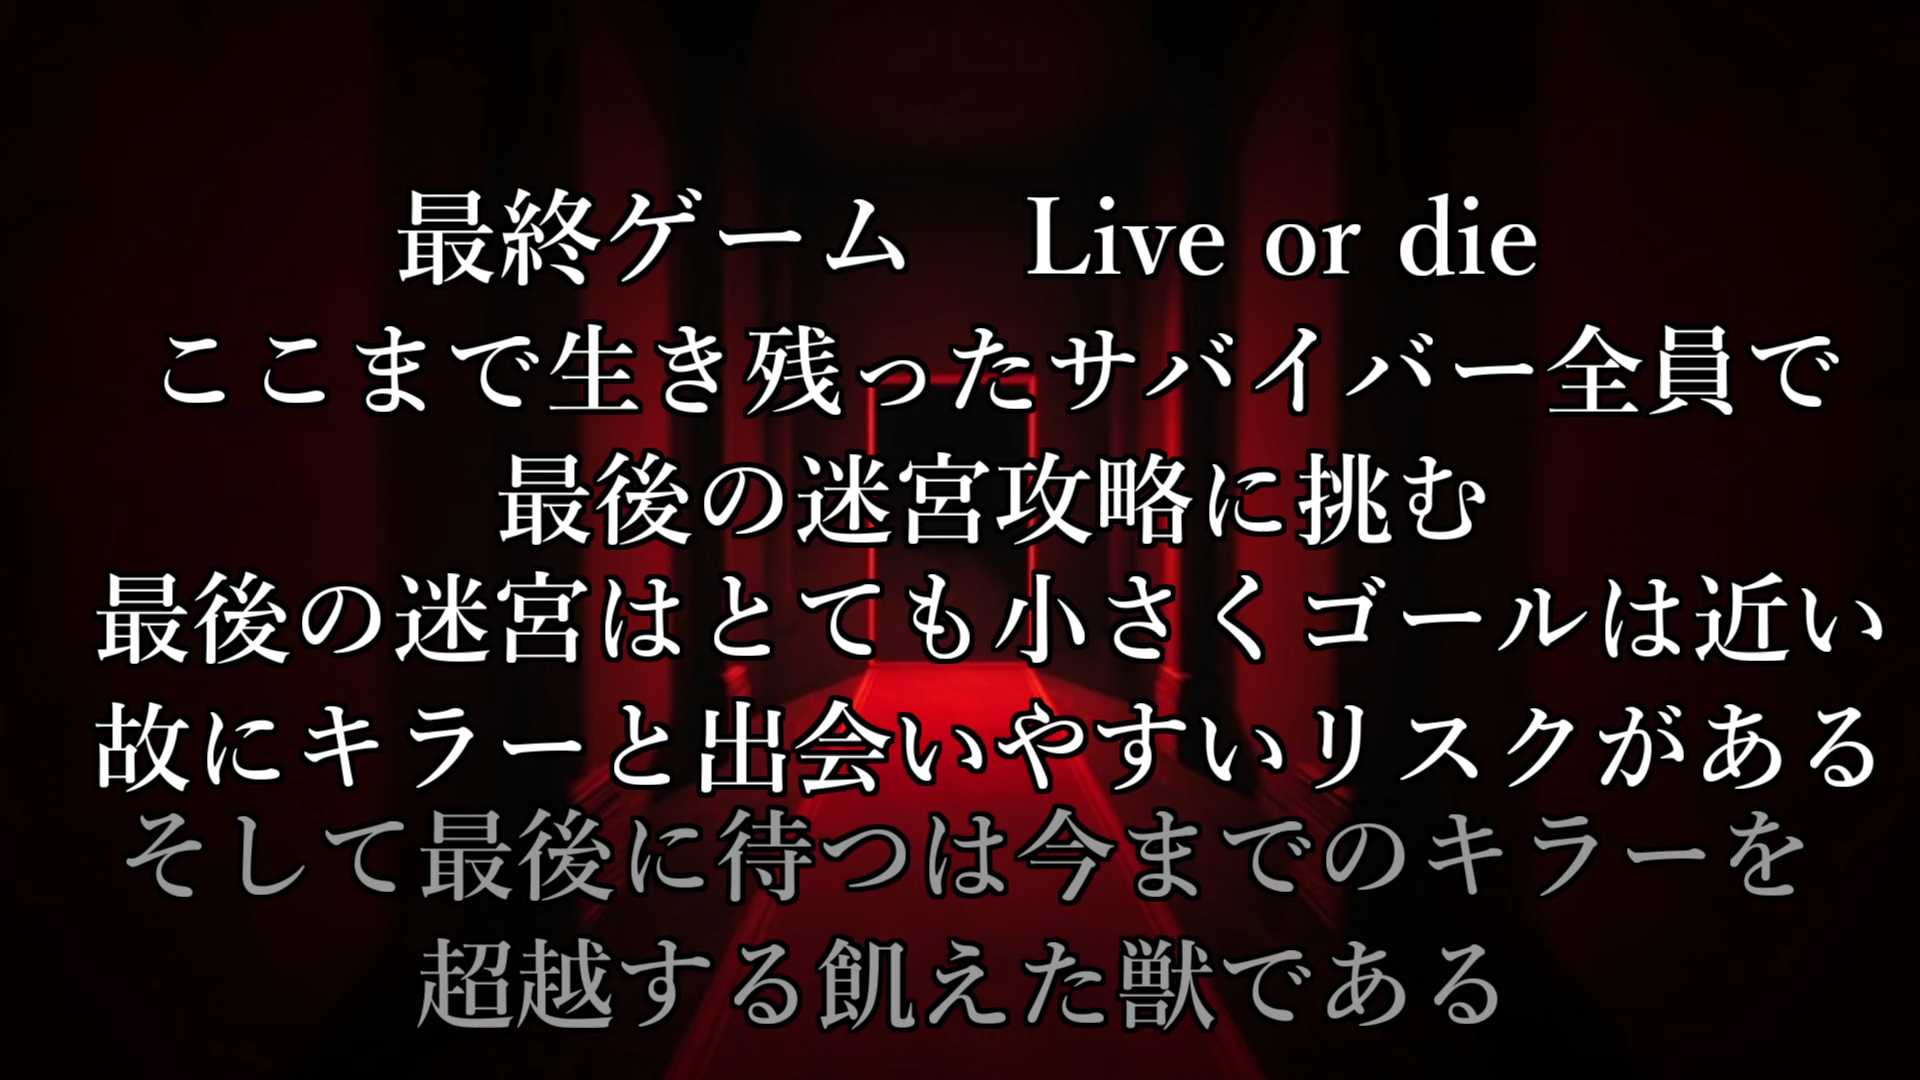 最終ゲーム　Live or die
ここまで生き残ったサバイバー全員で
最後の迷宮攻略に挑む
最後の迷宮はとても小さくゴールは近い
故にキラーと出会いやすいリスクがある
そして最後に待つは今までのキラーを
超越する飢えた獣である